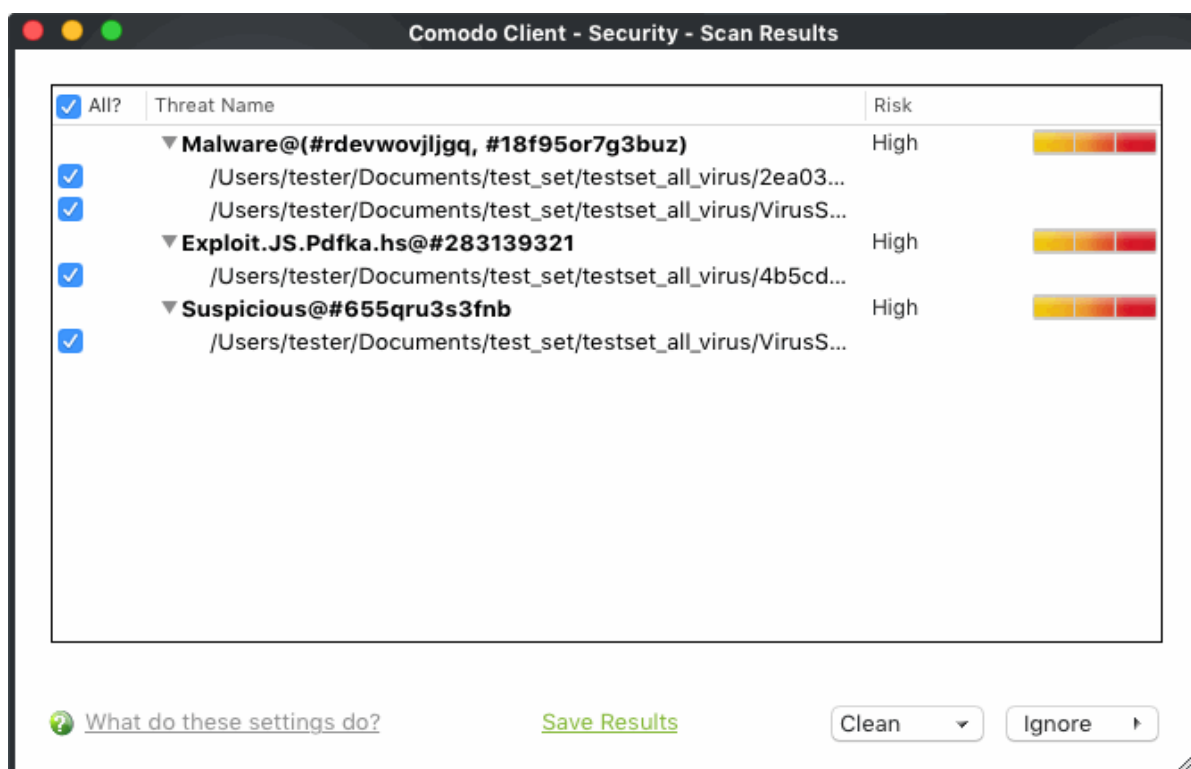 Comodo Client - Security - Scan Results
All? Threat Name Risk
Malware@(#rdevwovjljgq, #18f95or7g3buz) High
/Users/tester/Documents/test_set/testset_all_virus/2ea03...
/Users/tester/Documents/test_set/testset_all_virus/VirusS...
Exploit.JS.Pdfka.hs@#283139321 High
/Users/tester/Documents/test_set/testset_all_virus/4b5cd...
Suspicious@#655qru3s3fnb High
/Users/tester/Documents/test_set/testset_all_virus/VirusS...
What do these settings do? Save Results Clean Ignore